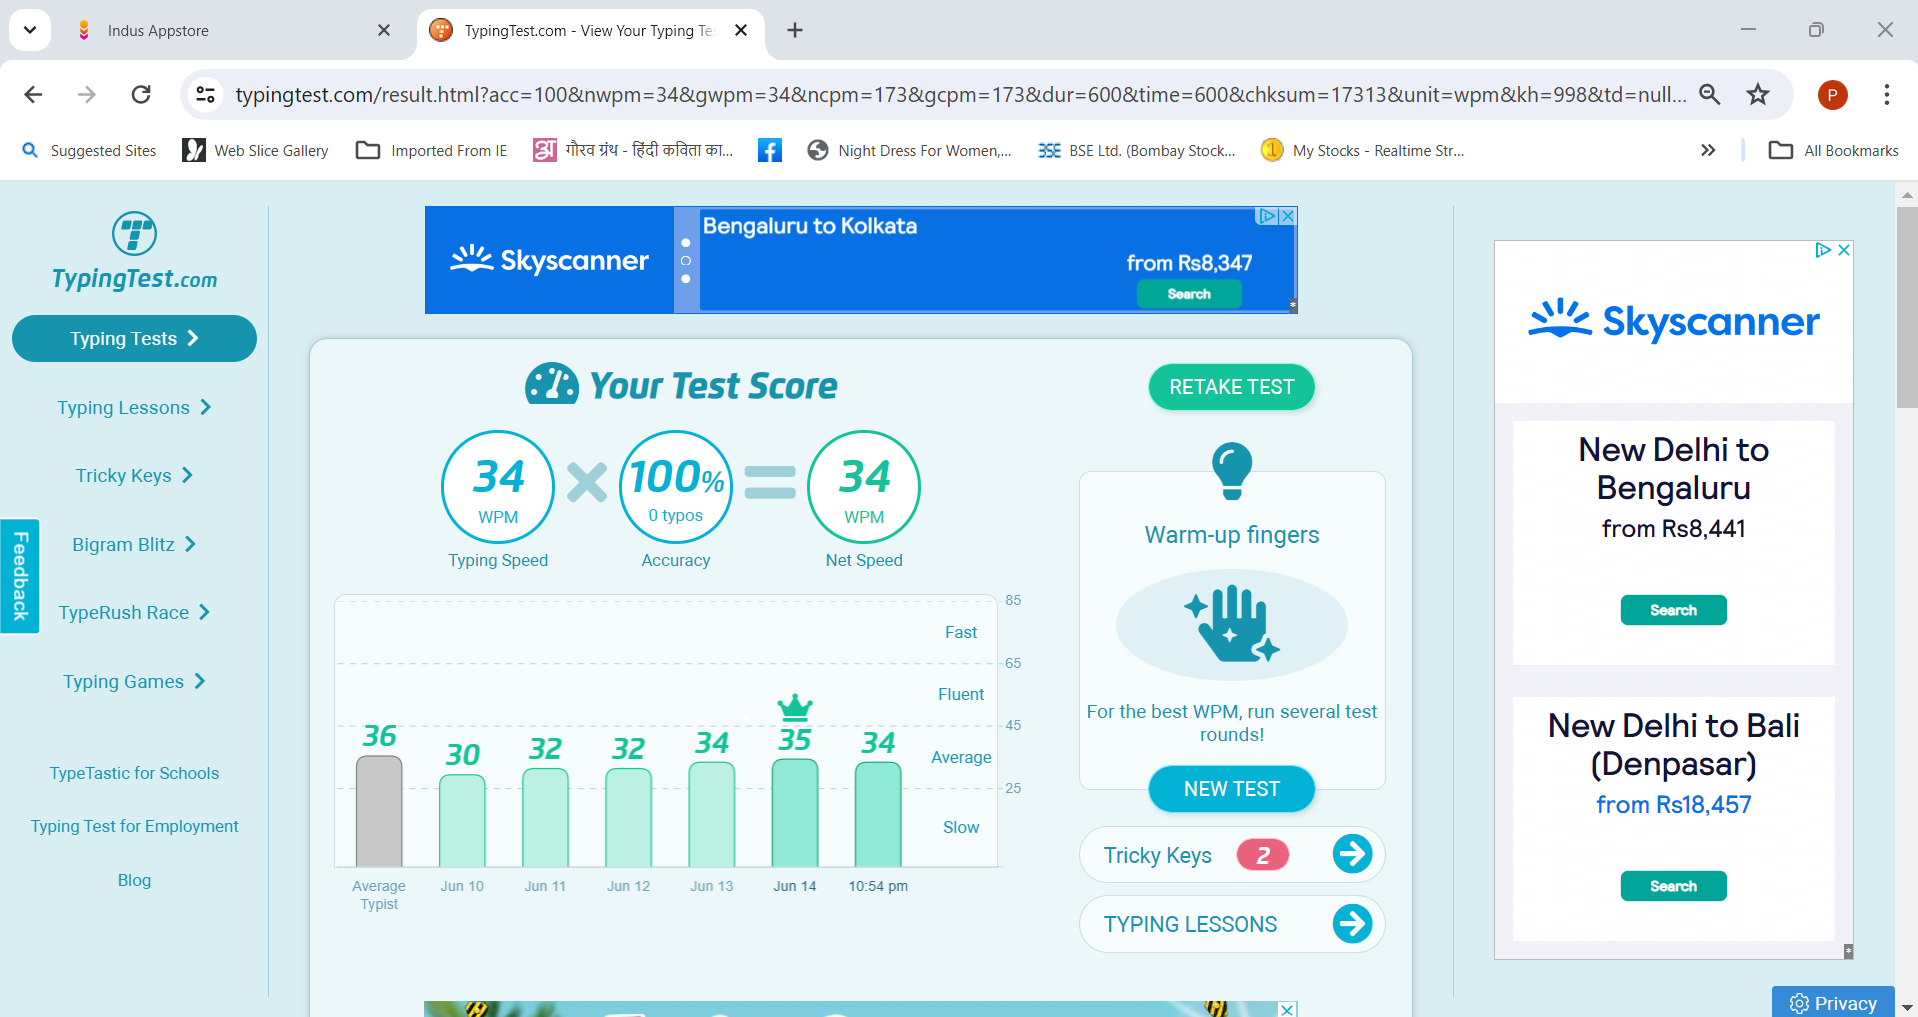 Indus Appstore
TypingTest.com - View Your Typing Te
typingtest.com/result.html?acc=100&nwpm=34&gwpm=34&ncpm=173&gcpm=173&dur=600&time=600&chksum=17313&unit=wpm&kh=998&td=null...
P
Suggested Sites
Web Slice Gallery
Imported From IE
अ
गौरव ग्रंथ - हिंदी कविता का...
Night Dress For Women,...
BSE
BSE Ltd. (Bombay Stock...
My Stocks - Realtime Str...
All Bookmarks
TypingTest.com
Typing Tests
Typing Lessons
Tricky Keys
Bigram Blitz
TypeRush Race
Typing Games
TypeTastic for Schools
Typing Test for Employment
Blog
Feedback
Skyscanner
Bengaluru to Kolkata
from Rs8,347
Search
Your Test Score
34
WPM
Typing Speed
100%
0 typos
Accuracy
34
WPM
Net Speed
85
Fast
65
Fluent
45
Average
25
Slow
36
30
32
32
34
35
34
Average
Typist
Jun 10
Jun 11
Jun 12
Jun 13
Jun 14
10:54 pm
RETAKE TEST
Warm-up fingers
For the best WPM, run several test
rounds!
NEW TEST
Tricky Keys 2
TYPING LESSONS
Skyscanner
New Delhi to
Bengaluru
from Rs8,441
Search
New Delhi to Bali
(Denpasar)
from Rs18,457
Search
Privacy